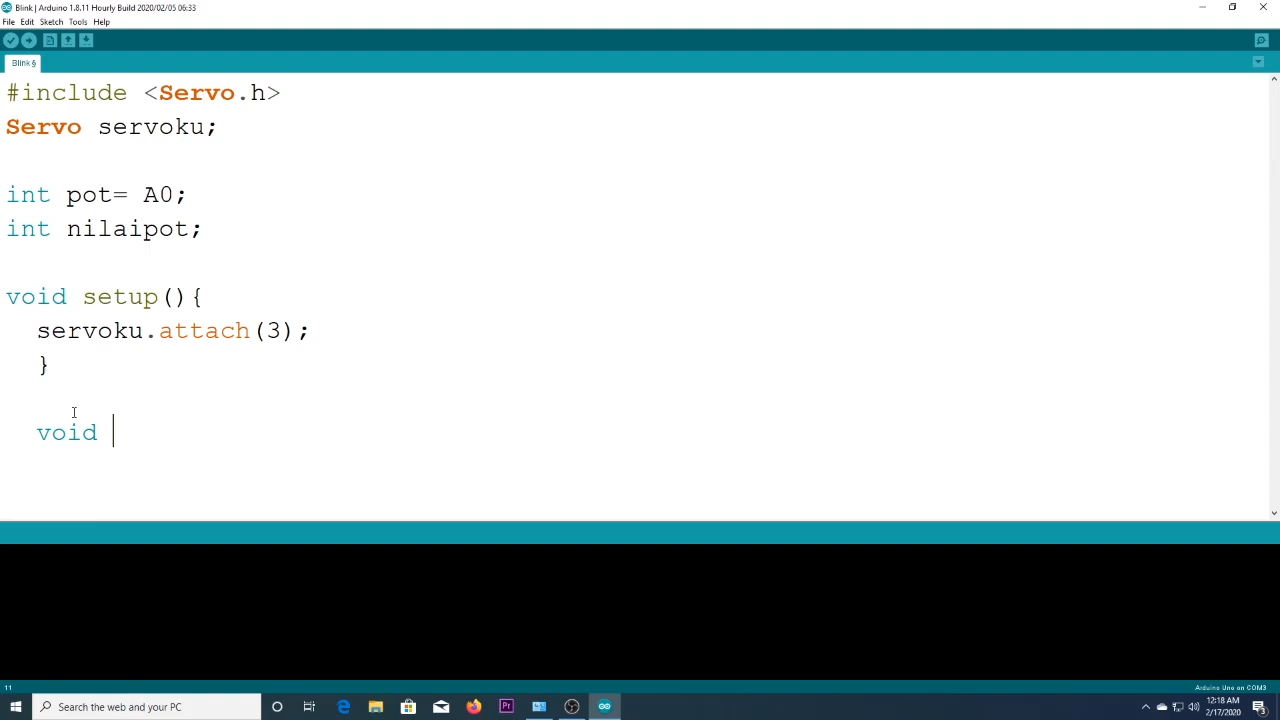 Blink | Arduino 1.8.11 Hourly Build 2020/02/05 06:33
File Edit Sketch Tools Help
Blink §
#include <Servo.h>
Servo servoku;
int pot= A0;
int nilaipot;
void setup(){
servoku.attach(3);
}
void
11
Arduino Uno on COM3
Search the web and your PC
Pr
12:18 AM
2/17/2020
3